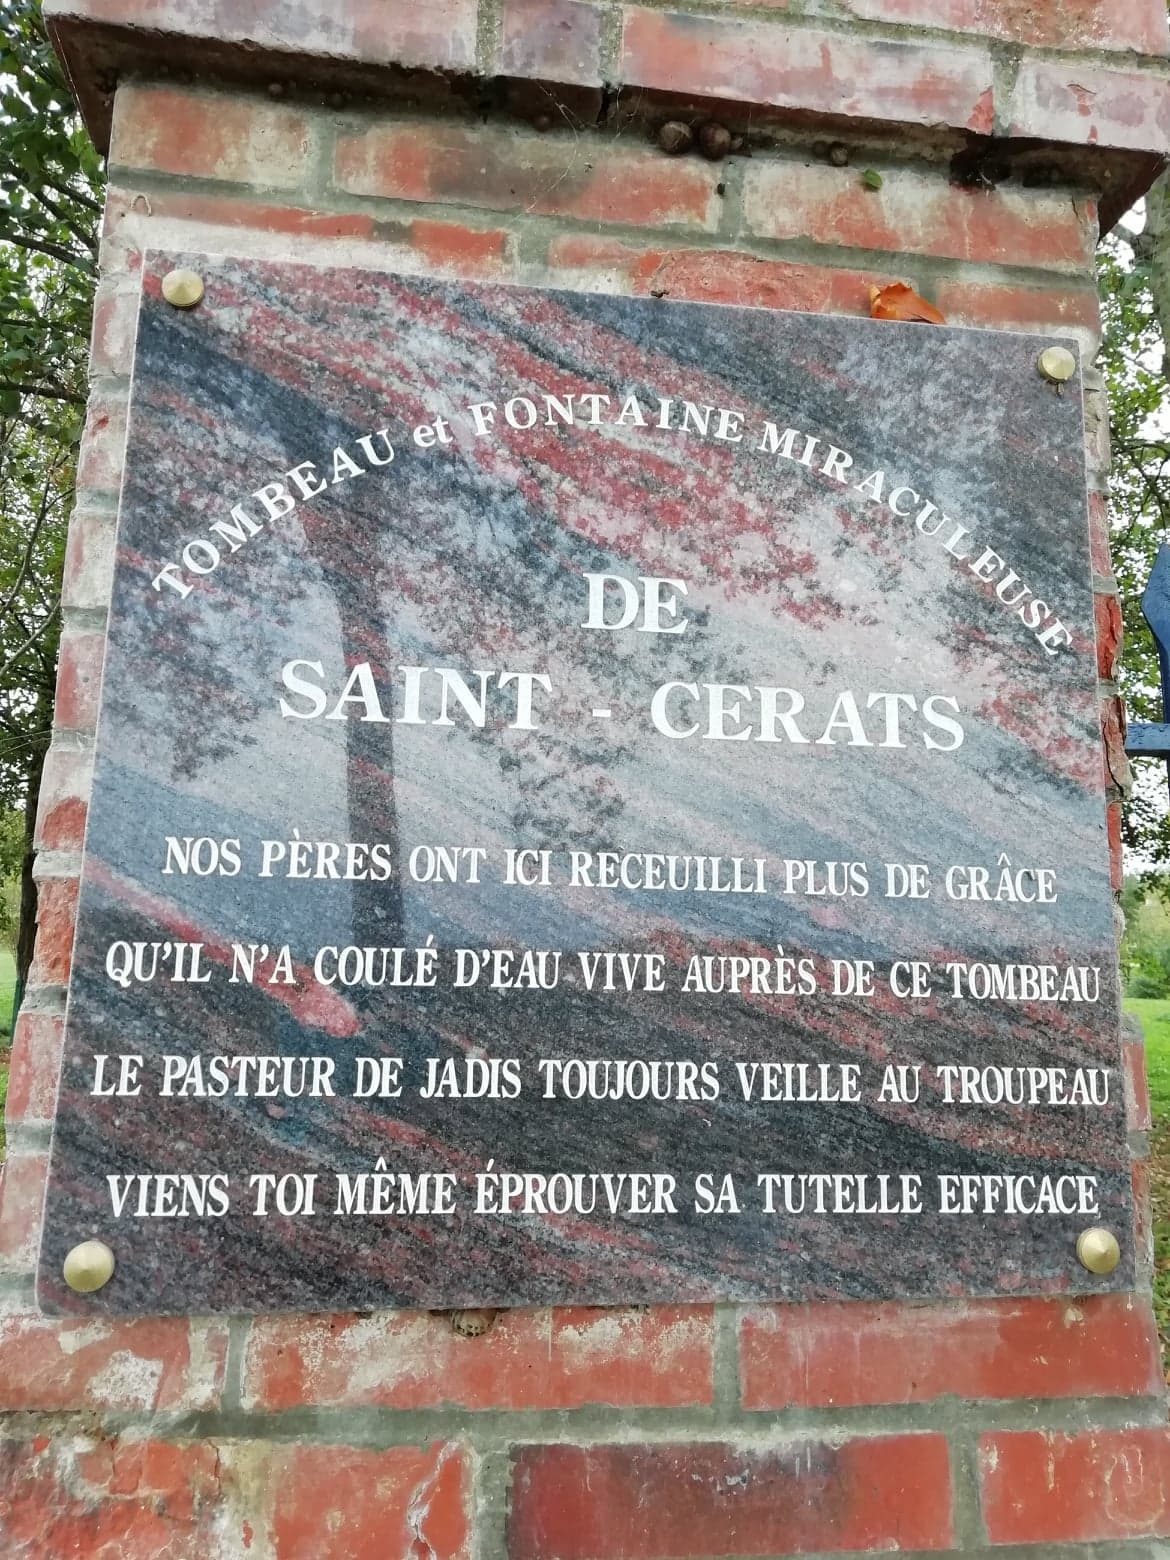 TOMBEAU et FONTAINE MIRACULEUSE
DE
SAINT - CERATS
NOS PÈRES ONT ICI RECEUILLI PLUS DE GRÂCE
QU'IL N'A COULÉ D'EAU VIVE AUPRÈS DE CE TOMBEAU
LE PASTEUR DE JADIS TOUJOURS VEILLE AU TROUPEAU
VIENS TOI MÊME ÉPROUVER SA TUTELLE EFFICACE